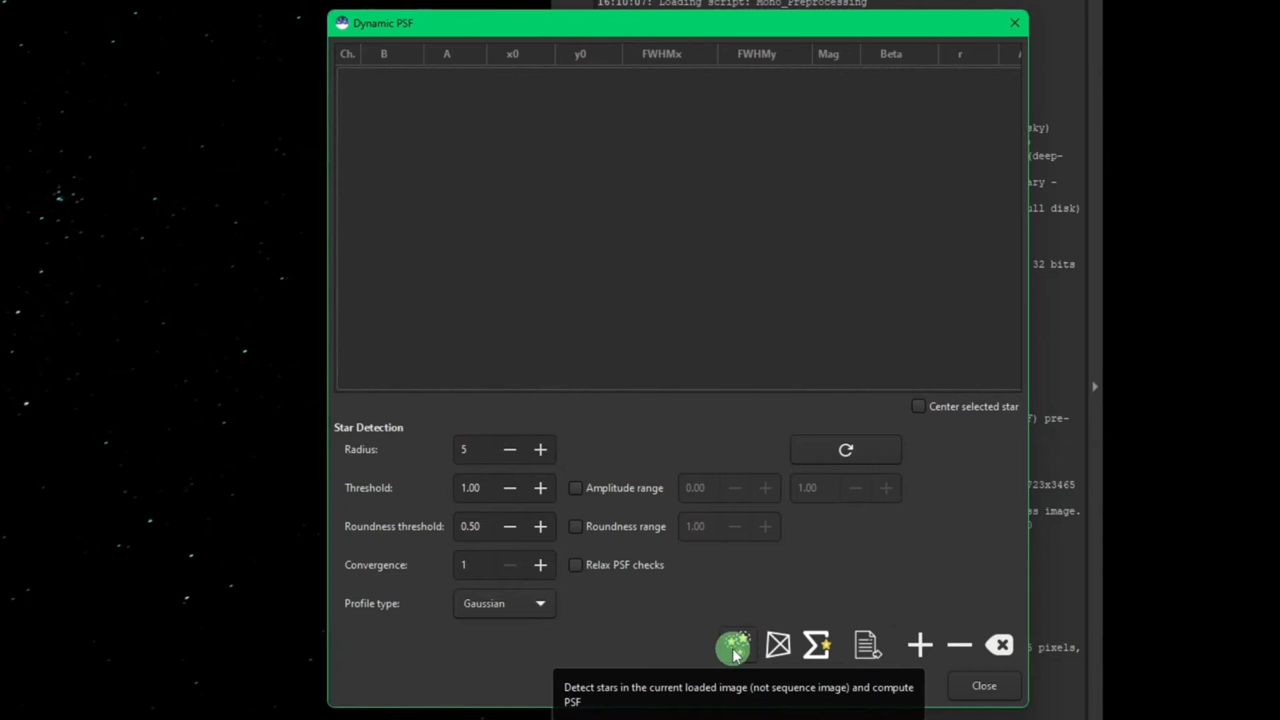 16:10:07: Loading script: Mono_Preprocessing
Dynamic PSF
Ch. B A x0 y0 FWHMx FWHMy Mag Beta r
sky)
(deep-
ary -
ull disk)
32 bits
Center selected star
F) pre-
Star Detection
Radius: 5
723x3465
Threshold: 1.00 Amplitude range 0.00 1.00
ss image.
Roundness threshold: 0.50 Roundness range 1.00
Convergence: 1 Relax PSF checks
Profile type: Gaussian
pixels,
Detect stars in the current loaded image (not sequence image) and compute
PSF
Close